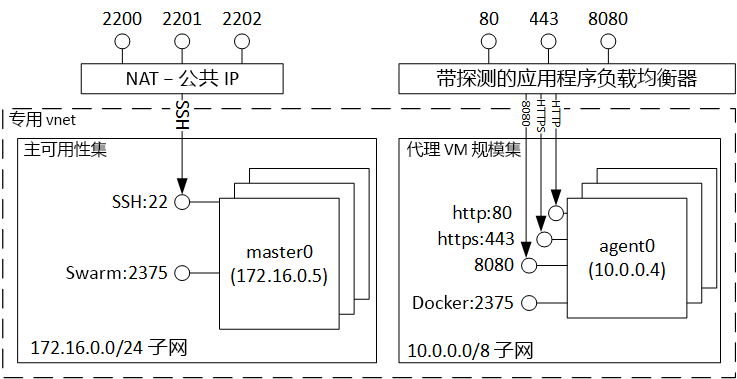 2200 2201 2202
80 443 8080
NAT – 公共 IP
带探测的应用程序负载均衡器
SSH
8080
HTTPS
HTTP
专用 vnet
主可用性集
SSH:22
Swarm:2375
master0
(172.16.0.5)
172.16.0.0/24 子网
代理 VM 规模集
http:80
https:443
8080
Docker:2375
agent0
(10.0.0.4)
10.0.0.0/8 子网